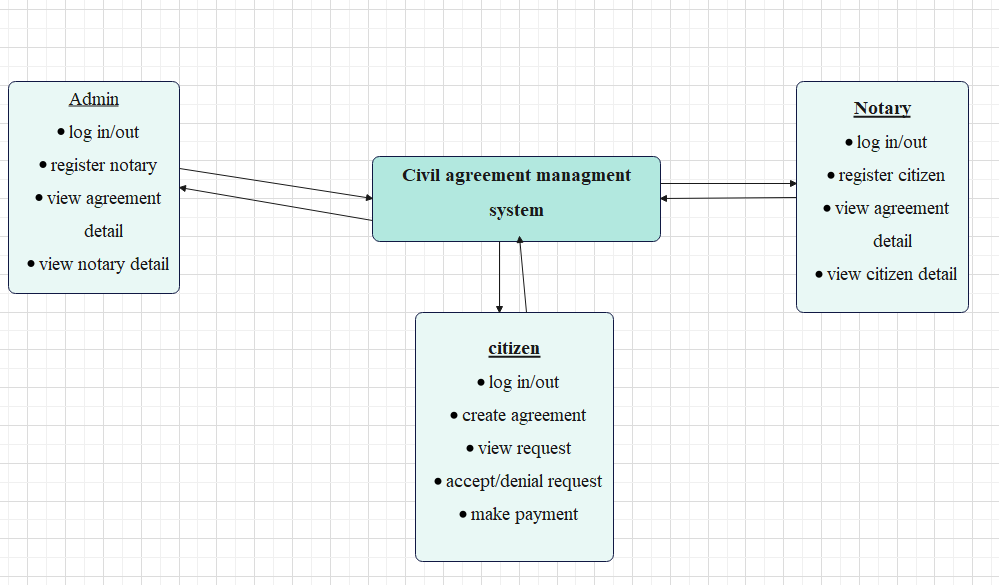 Admin
• log in/out
• register notary
• view agreement
detail
• view notary detail
Civil agreement managment
system
Notary
• log in/out
• register citizen
• view agreement
detail
• view citizen detail
citizen
• log in/out
• create agreement
• view request
• accept/denial request
• make payment